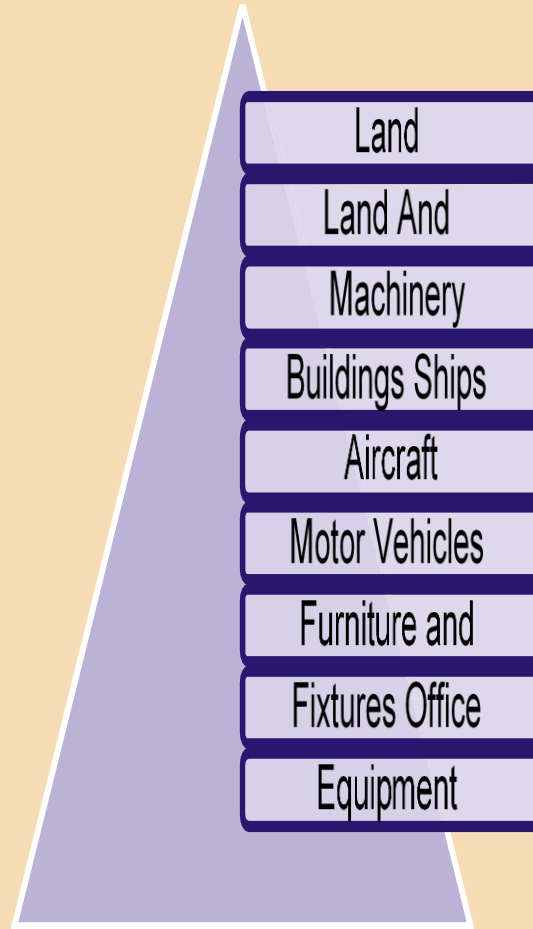 Land
Land And
Machinery
Buildings Ships
Aircraft
Motor Vehicles
Furniture and
Fixtures Office
Equipment